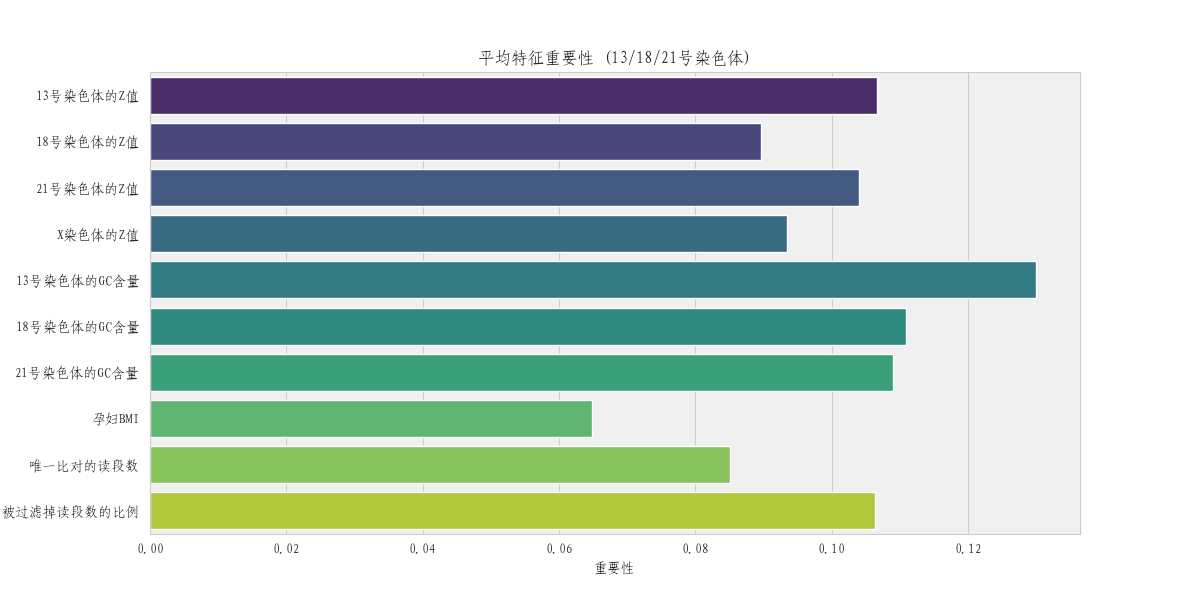 平均特征重要性 (13/18/21号染色体)
13号染色体的Z值
18号染色体的Z值
21号染色体的Z值
X染色体的Z值
13号染色体的GC含量
18号染色体的GC含量
21号染色体的GC含量
孕妇BMI
唯一比对的读段数
被过滤掉读段数的比例
0.00 0.02 0.04 0.06 0.08 0.10 0.12
重要性